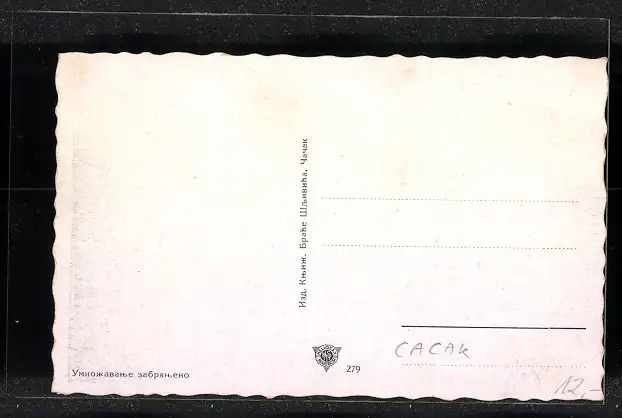 Изд. Књиж. Браће Шљивића, Чачак
279
CACAK
12,-
Умножавање забрањено